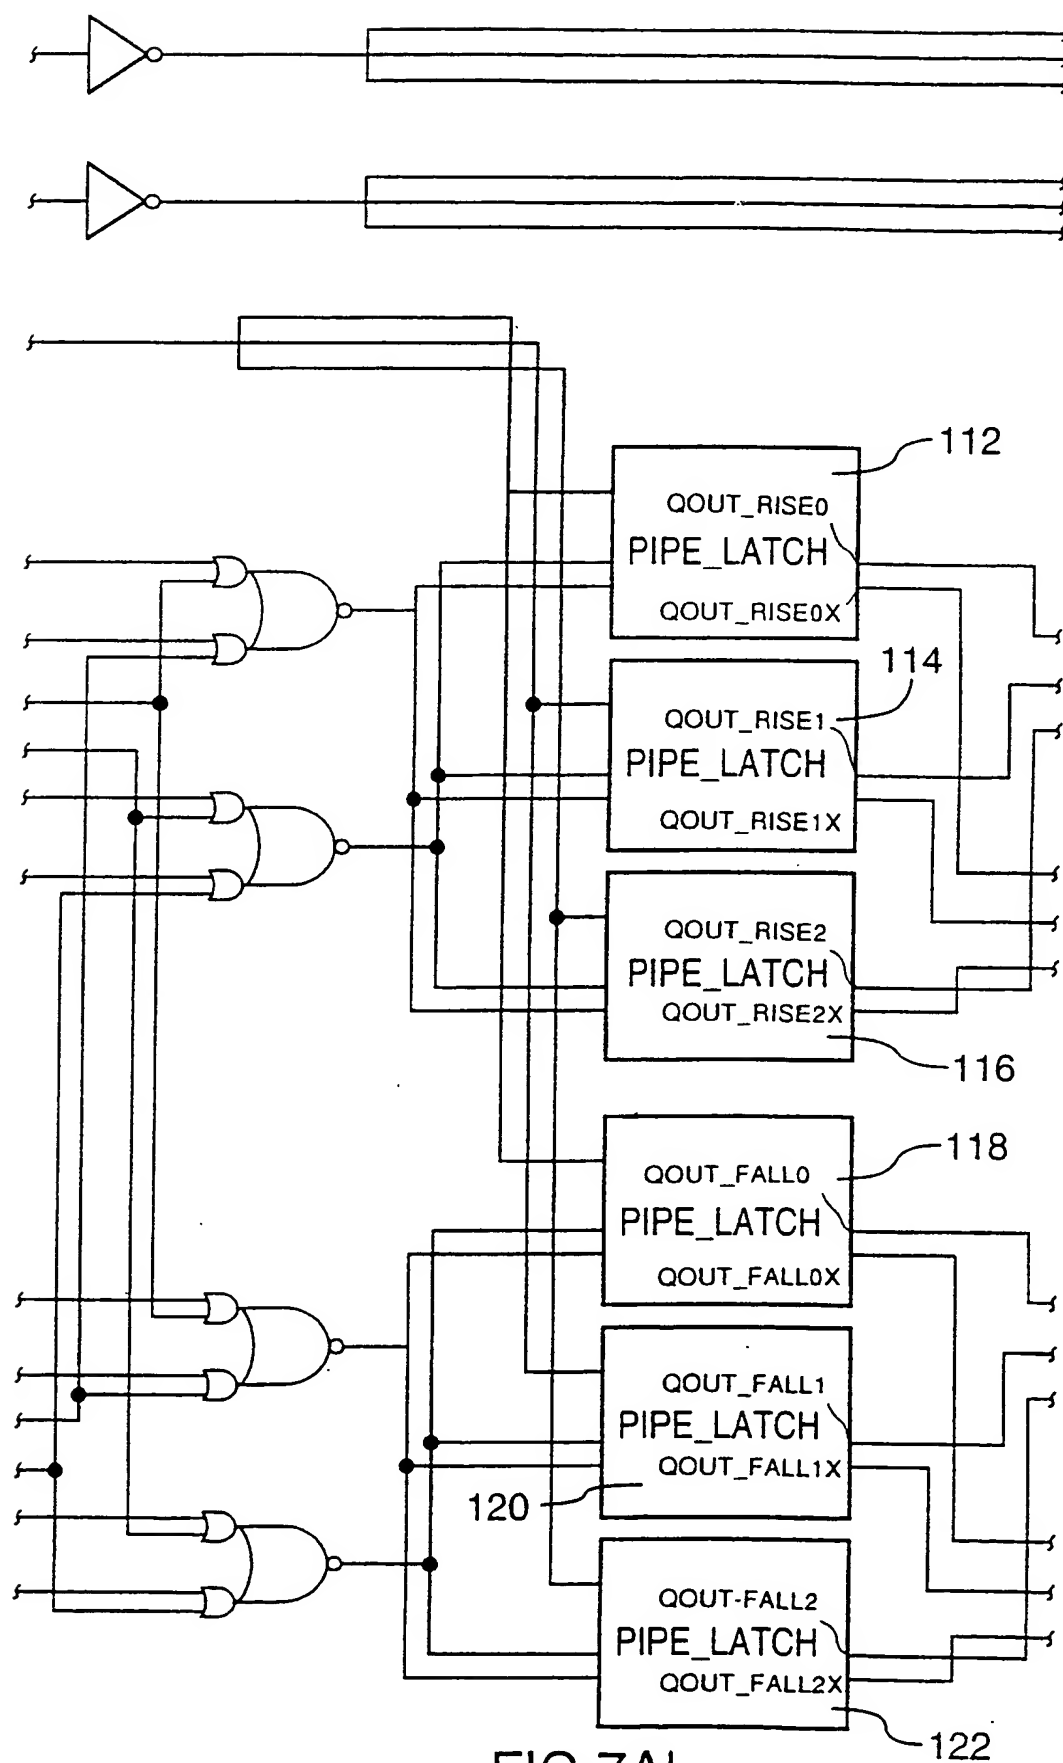 112
QOUT_RISE0
PIPE_LATCH
QOUT_RISE0X
114
QOUT_RISE1
PIPE_LATCH
QOUT_RISE1X
QOUT_RISE2
PIPE_LATCH
QOUT_RISE2X
116
118
QOUT_FALL0
PIPE_LATCH
QOUT_FALL0X
QOUT_FALL1
PIPE_LATCH
QOUT_FALL1X
120
QOUT-FALL2
PIPE_LATCH
QOUT_FALL2X
122